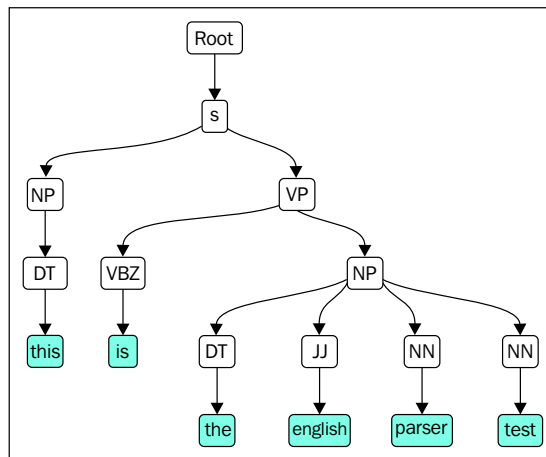 Root
s
NP VP
DT VBZ NP
this is DT JJ NN NN
the english parser test